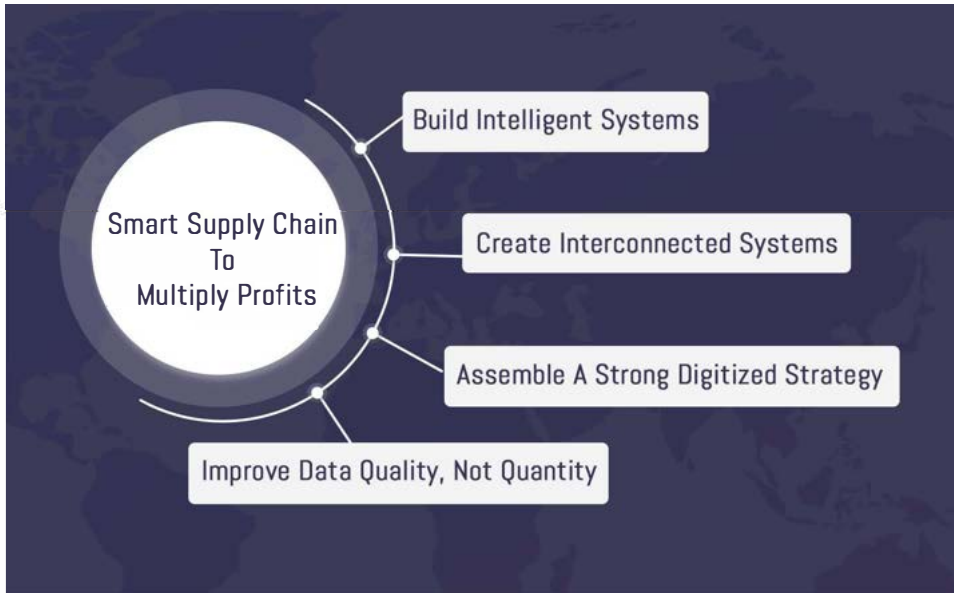 Smart Supply Chain
To
Multiply Profits
Build Intelligent Systems
Create Interconnected Systems
Assemble A Strong Digitized Strategy
Improve Data Quality, Not Quantity